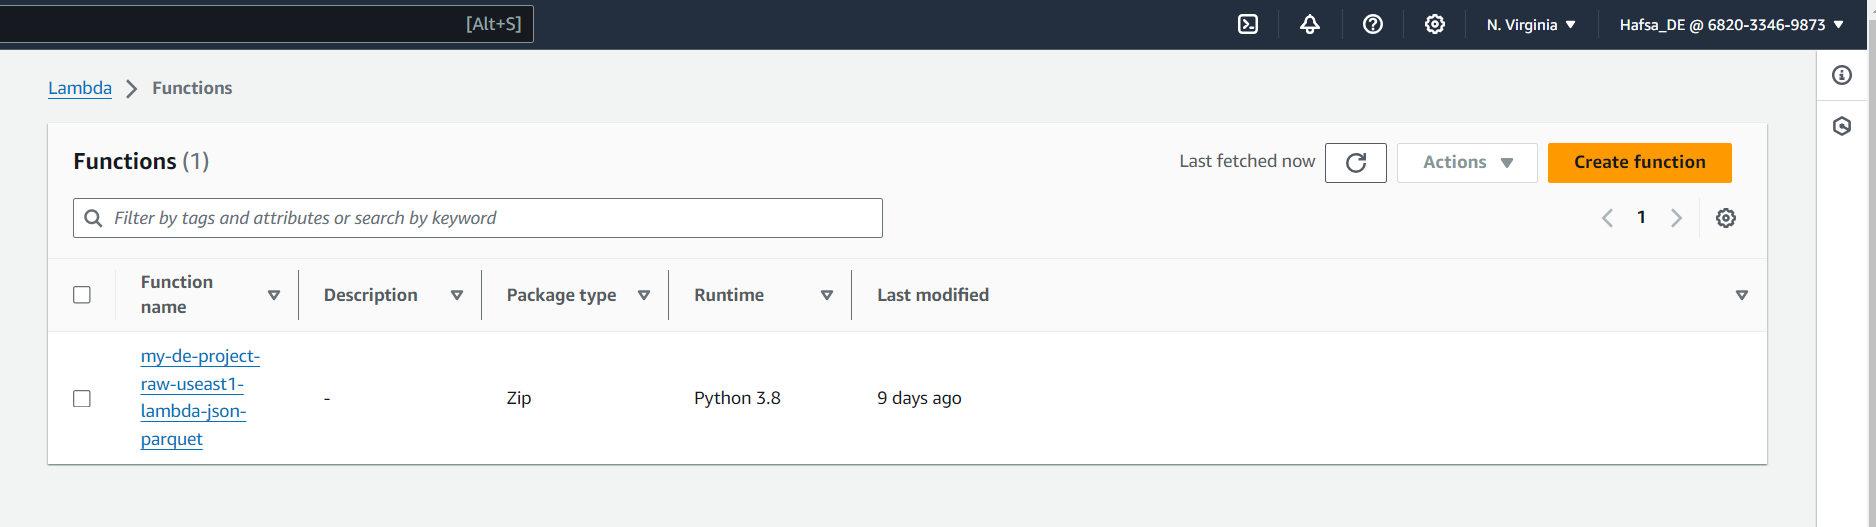 [Alt+S]
N. Virginia
Hafsa_DE @ 6820-3346-9873
Lambda
Functions
Functions (1)
Last fetched now
Actions
Create function
Filter by tags and attributes or search by keyword
1
Function
name
Description
Package type
Runtime
Last modified
my-de-project-
raw-useast1-
lambda-json-
parquet
-
Zip
Python 3.8
9 days ago